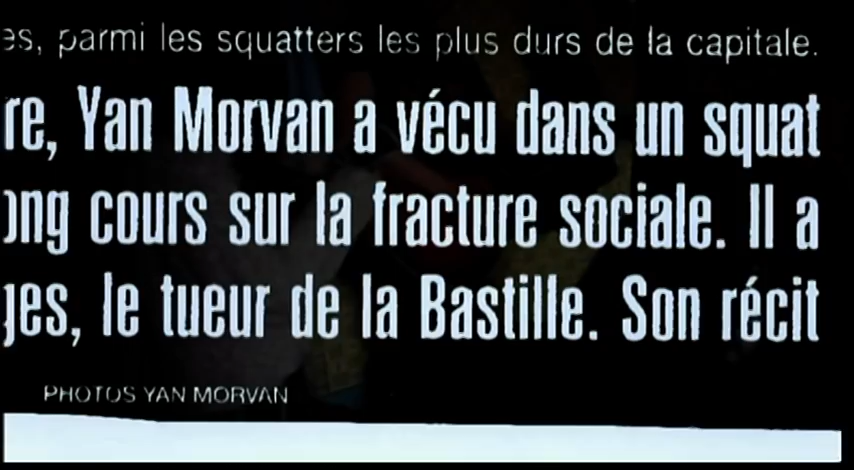 es, parmi les squatters les plus durs de la capitale.
re, Yan Morvan a vécu dans un squat
ong cours sur la fracture sociale. Il a
ges, le tueur de la Bastille. Son récit
PHOTOS YAN MORVAN